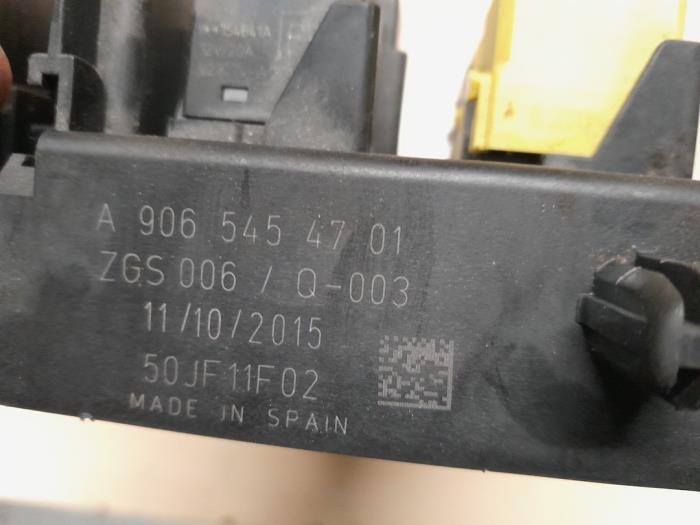 A 906 545 47 01
ZGS 006 / Q-003
11/10/2015
50JF11F02
MADE IN SPAIN